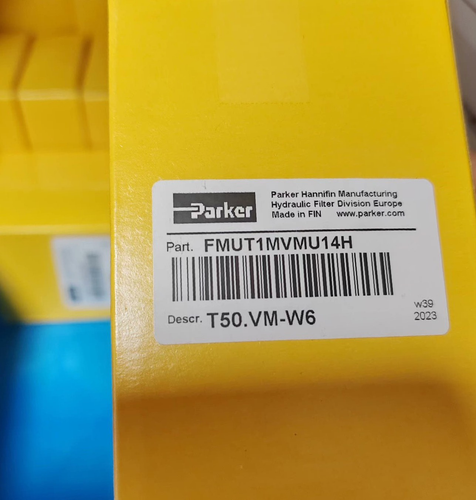 Parker
Parker Hannifin Manufacturing
Hydraulic Filter Division Europe
Made in FIN www.parker.com
Part. FMUT1MVMU14H
Descr. T50.VM-W6
w39
2023